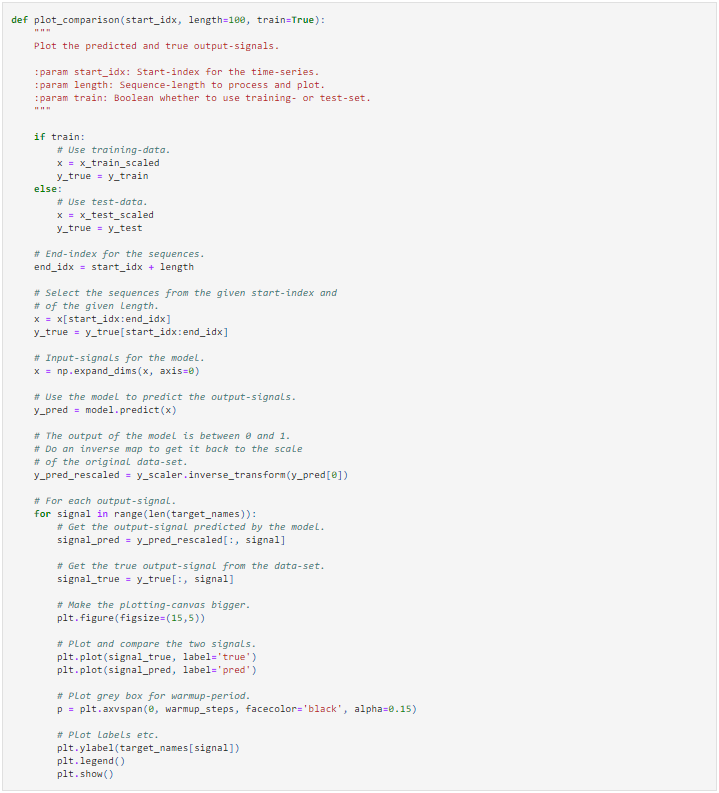 def plot_comparison(start_idx, length=100, train=True):
    """
    Plot the predicted and true output-signals.

    :param start_idx: Start-index for the time-series.
    :param length: Sequence-length to process and plot.
    :param train: Boolean whether to use training- or test-set.
    """

    if train:
        # Use training-data.
        x = x_train_scaled
        y_true = y_train
    else:
        # Use test-data.
        x = x_test_scaled
        y_true = y_test

    # End-index for the sequences.
    end_idx = start_idx + length

    # Select the sequences from the given start-index and
    # of the given length.
    x = x[start_idx:end_idx]
    y_true = y_true[start_idx:end_idx]

    # Input-signals for the model.
    x = np.expand_dims(x, axis=0)

    # Use the model to predict the output-signals.
    y_pred = model.predict(x)

    # The output of the model is between 0 and 1.
    # Do an inverse map to get it back to the scale
    # of the original data-set.
    y_pred_rescaled = y_scaler.inverse_transform(y_pred[0])

    # For each output-signal.
    for signal in range(len(target_names)):
        # Get the output-signal predicted by the model.
        signal_pred = y_pred_rescaled[:, signal]

        # Get the true output-signal from the data-set.
        signal_true = y_true[:, signal]

        # Make the plotting-canvas bigger.
        plt.figure(figsize=(15,5))

        # Plot and compare the two signals.
        plt.plot(signal_true, label='true')
        plt.plot(signal_pred, label='pred')

        # Plot grey box for warmup-period.
        p = plt.axvspan(0, warmup_steps, facecolor='black', alpha=0.15)

        # Plot labels etc.
        plt.ylabel(target_names[signal])
        plt.legend()
        plt.show()